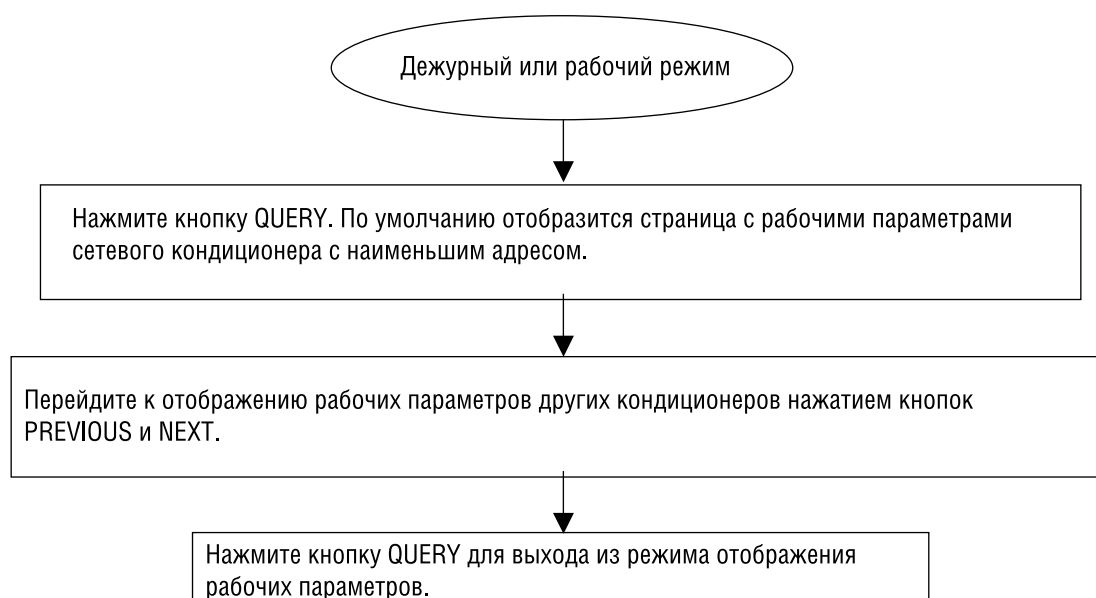 Дежурный или рабочий режим
Нажмите кнопку QUERY. По умолчанию отобразится страница с рабочими параметрами
сетевого кондиционера с наименьшим адресом.
Перейдите к отображению рабочих параметров других кондиционеров нажатием кнопок
PREVIOUS и NEXT.
Нажмите кнопку QUERY для выхода из режима отображения
рабочих параметров.